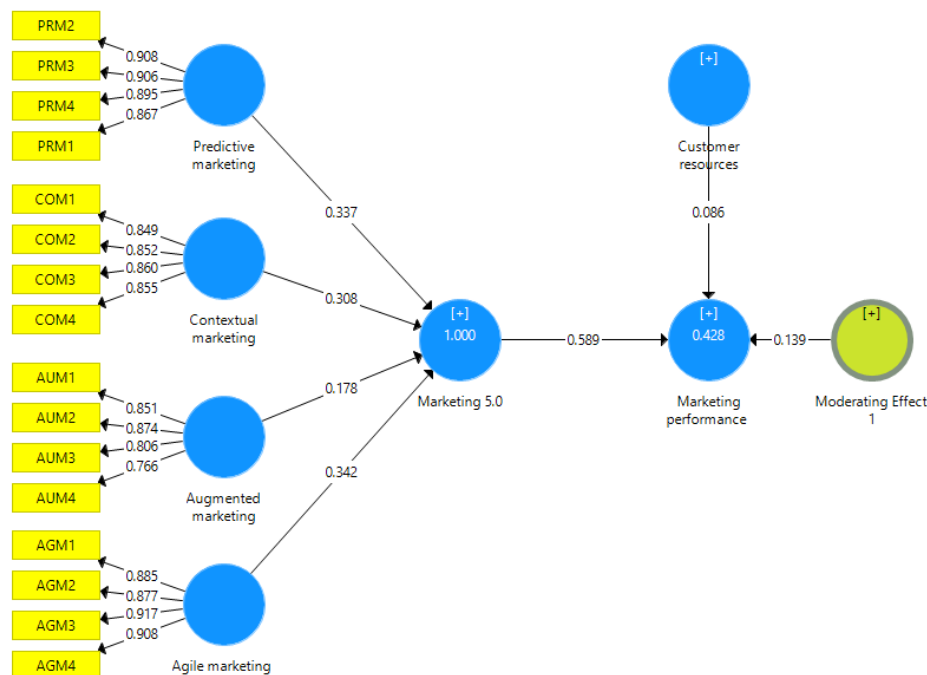 PRM2
PRM3
PRM4
PRM1
0.908
0.906
0.895
0.867
Predictive
marketing
COM1
COM2
COM3
COM4
0.849
0.852
0.860
0.855
Contextual
marketing
AUM1
AUM2
AUM3
AUM4
0.851
0.874
0.806
0.766
Augmented
marketing
AGM1
AGM2
AGM3
AGM4
0.885
0.877
0.917
0.908
Agile marketing
0.337
0.308
0.178
0.342
[+]
1.000
Marketing 5.0
0.589
[+]
Customer
resources
0.086
[+]
0.428
Marketing
performance
0.139
[+]
Moderating Effect
1